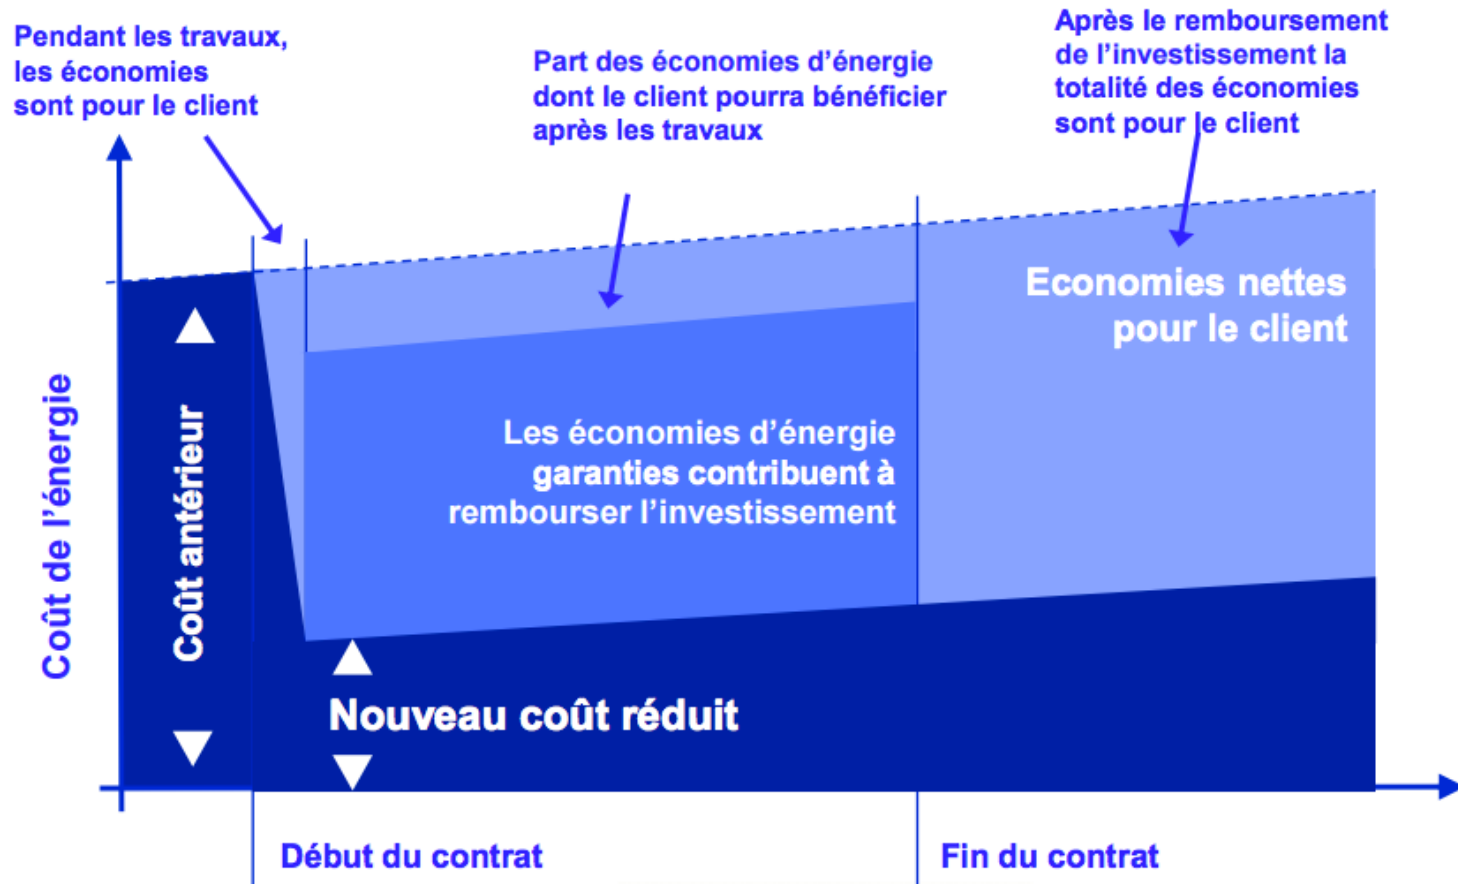 Pendant les travaux,
les économies
sont pour le client
Part des économies d’énergie
dont le client pourra bénéficier
après les travaux
Après le remboursement
de l’investissement la
totalité des économies
sont pour le client
Coût de l’énergie
Coût antérieur
Economies nettes
pour le client
Les économies d’énergie
garanties contribuent à
rembourser l’investissement
Nouveau coût réduit
Début du contrat
Fin du contrat